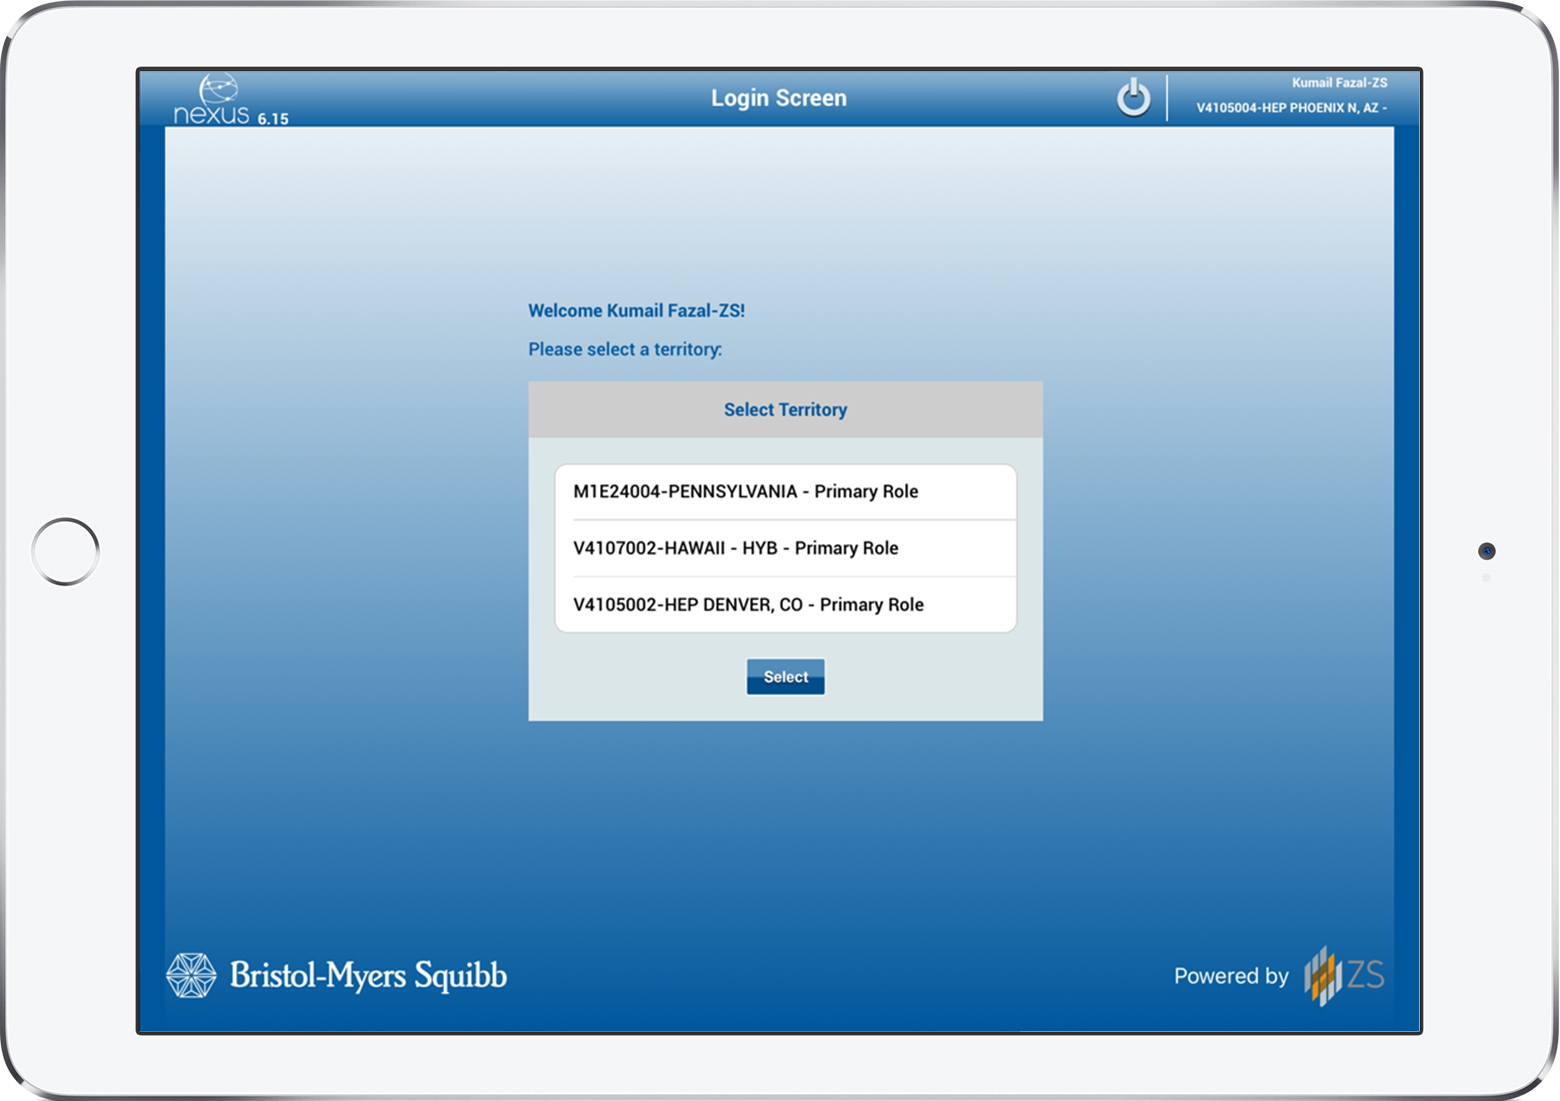 nexus 6.15
Login Screen
Kumail Fazal-ZS
V4105004-HEP PHOENIX N, AZ -
Welcome Kumail Fazal-ZS!
Please select a territory:
Select Territory
M1E24004-PENNSYLVANIA - Primary Role
V4107002-HAWAII - HYB - Primary Role
V4105002-HEP DENVER, CO - Primary Role
Select
Bristol-Myers Squibb
Powered by ZS